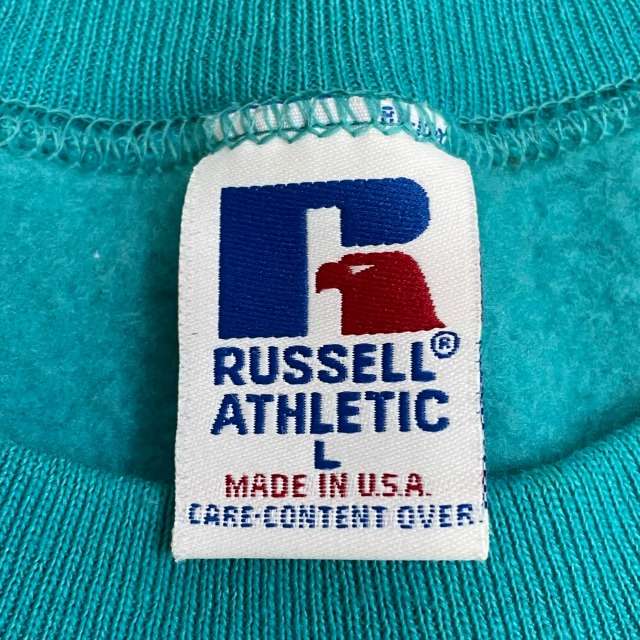 RUSSELL®
ATHLETIC
L
MADE IN U.S.A.
CARE-CONTENT OVER